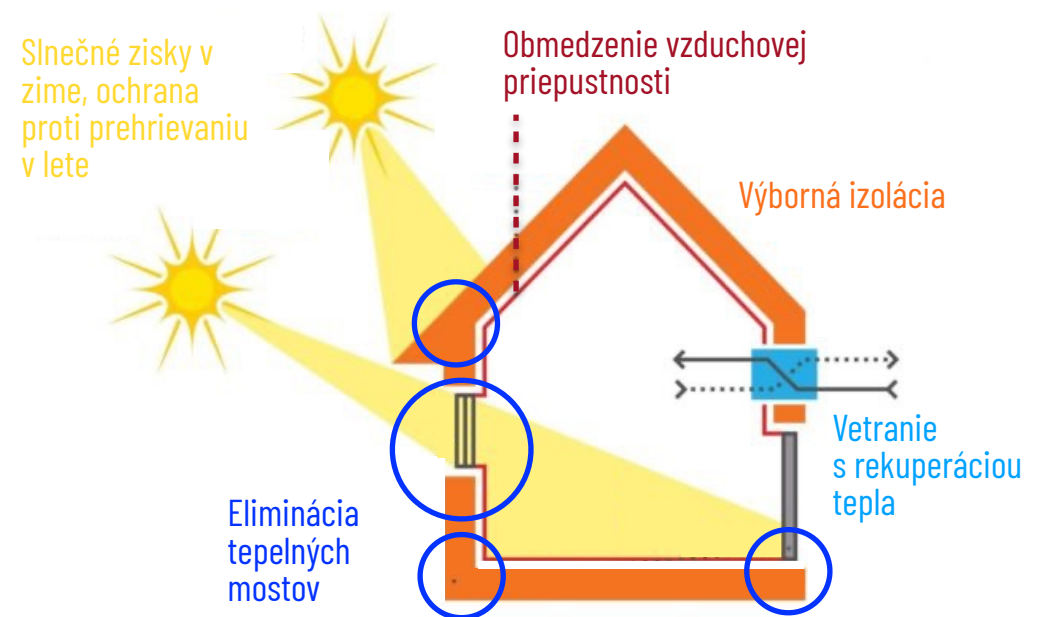 Slnečné zisky v
zime, ochrana
proti prehrievaniu
v lete
Obmedzenie vzduchovej
priepustnosti
Výborná izolácia
Vetranie
s rekuperáciou
tepla
Eliminácia
tepelných
mostov